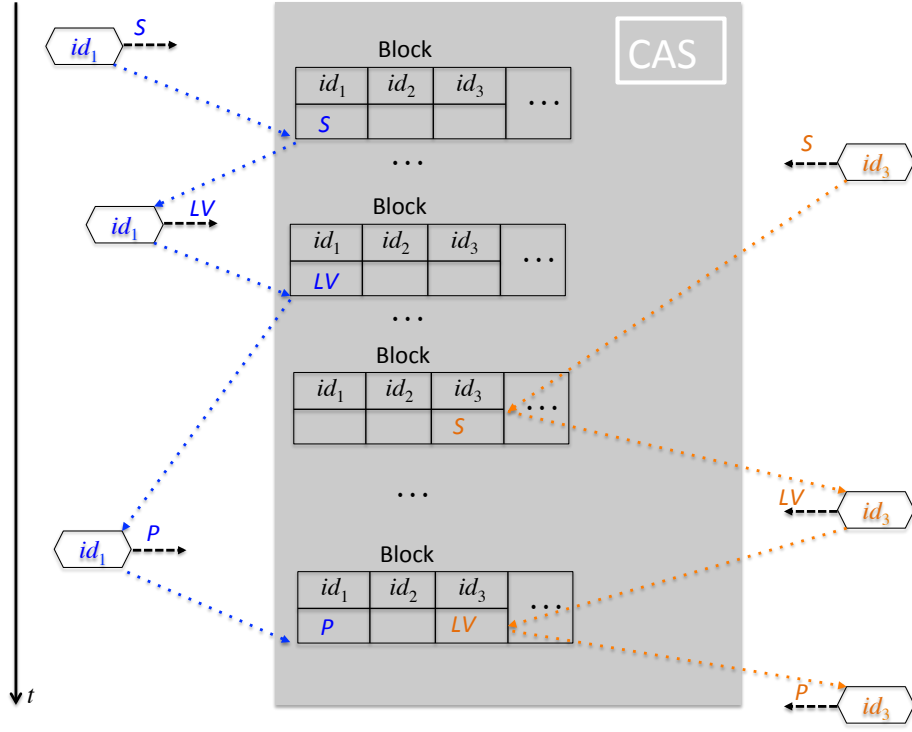 S
id1
CAS
Block
id1 id2 id3 ...
S
...
S
id3
LV
id1
Block
id1 id2 id3 ...
LV
...
Block
id1 id2 id3 ...
S
...
LV
id3
P
id1
Block
id1 id2 id3 ...
P LV
t
P
id3